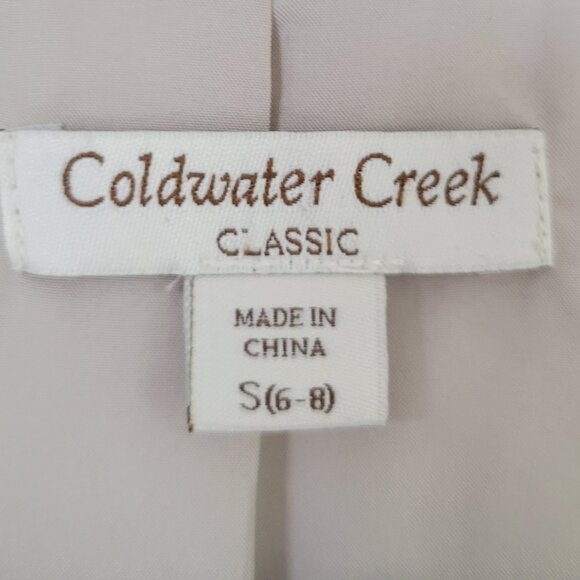 Coldwater Creek
CLASSIC
MADE IN
CHINA
S(6-8)